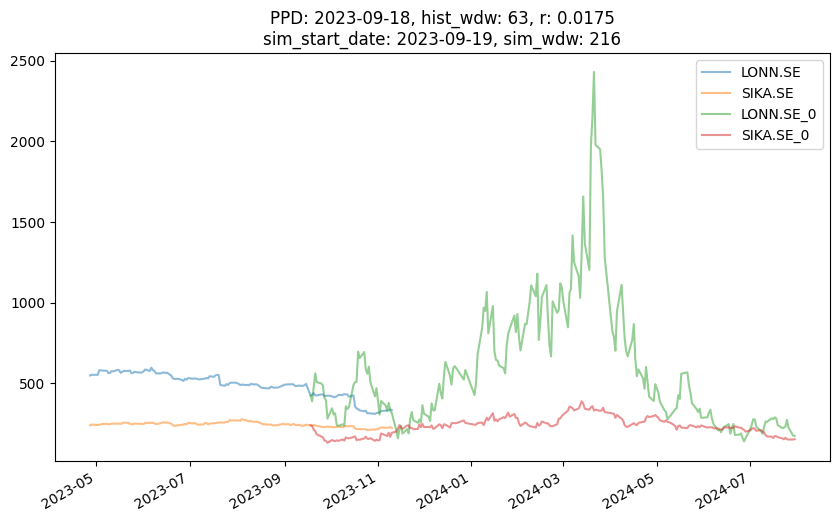 PPD: 2023-09-18, hist_wdw: 63, r: 0.0175
sim_start_date: 2023-09-19, sim_wdw: 216
2500
2000
1500
1000
500
LONN.SE
SIKA.SE
LONN.SE_0
SIKA.SE_0
2023-05
2023-07
2023-09
2023-11
2024-01
2024-03
2024-05
2024-07